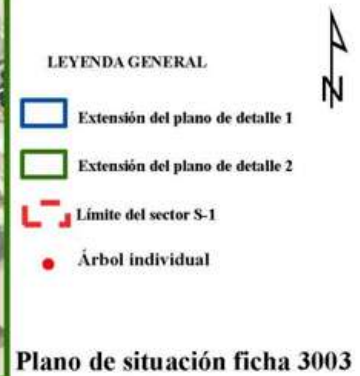 N
LEYENDA GENERAL
Extensión del plano de detalle 1
Extensión del plano de detalle 2
Límite del sector S-1
Árbol individual
Plano de situación ficha 3003